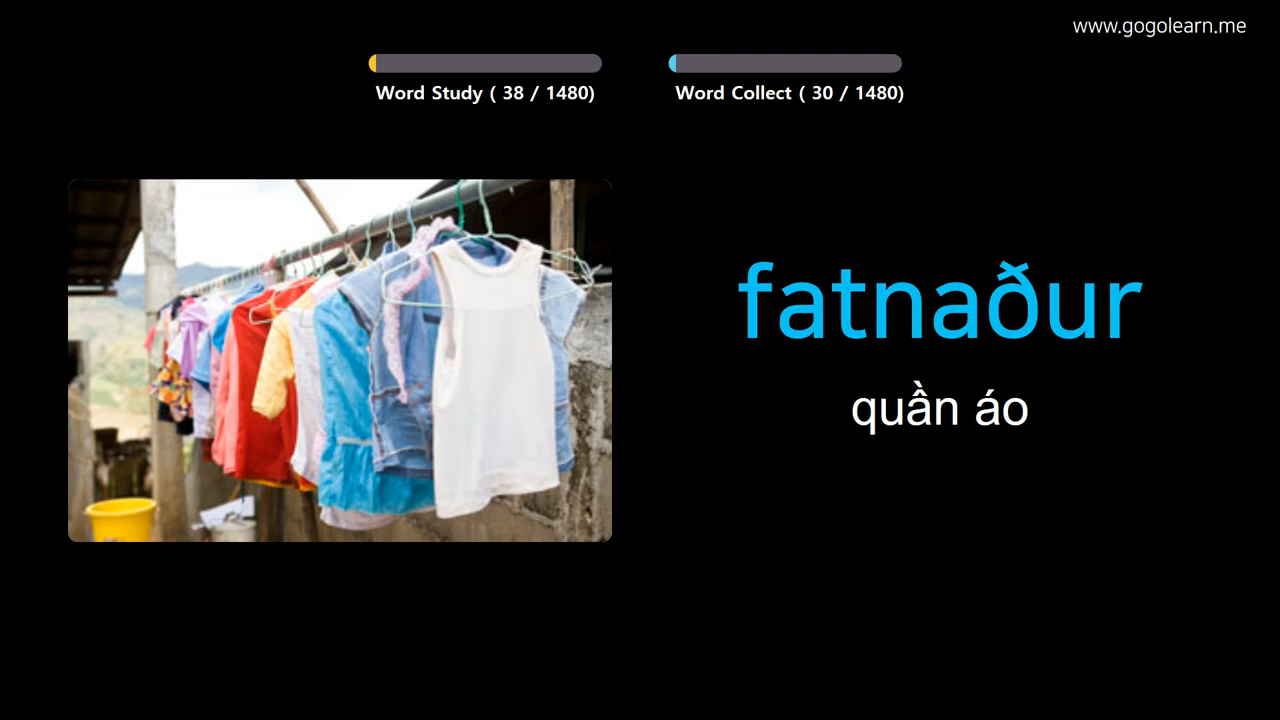 www.gogolearn.me
Word Study ( 38 / 1480)
Word Collect ( 30 / 1480)
fatnaður
quần áo